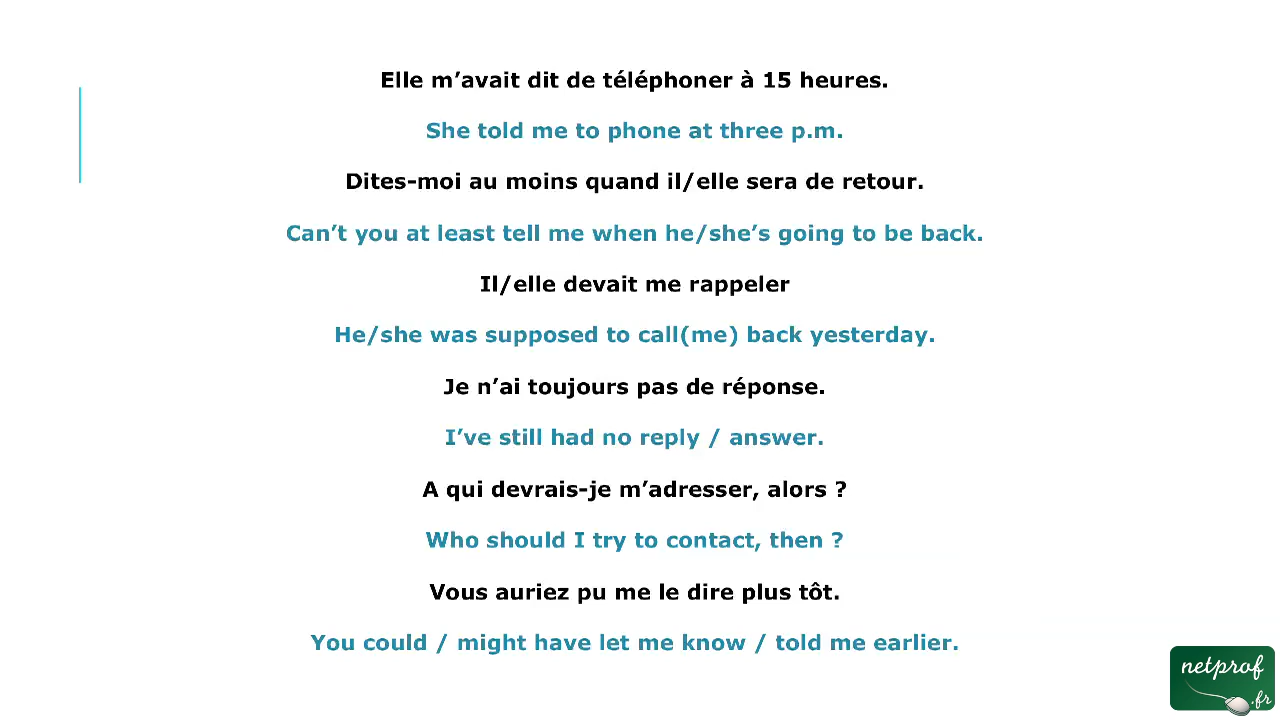 Elle m’avait dit de téléphoner à 15 heures.
She told me to phone at three p.m.
Dites-moi au moins quand il/elle sera de retour.
Can’t you at least tell me when he/she’s going to be back.
Il/elle devait me rappeler
He/she was supposed to call(me) back yesterday.
Je n’ai toujours pas de réponse.
I’ve still had no reply / answer.
A qui devrais-je m’adresser, alors ?
Who should I try to contact, then ?
Vous auriez pu me le dire plus tôt.
You could / might have let me know / told me earlier.
netprof
.fr